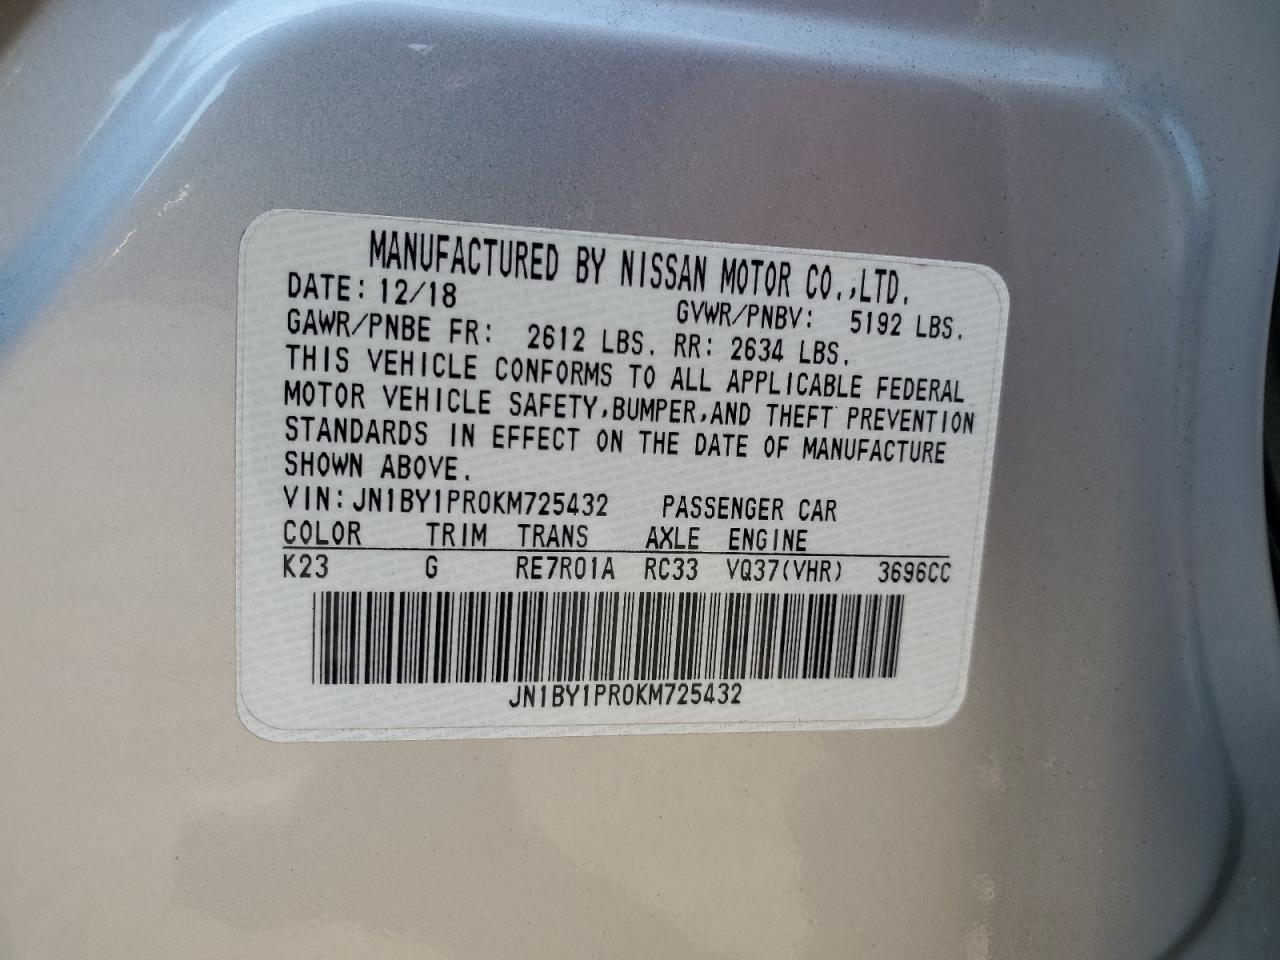 MANUFACTURED BY NISSAN MOTOR CO.,LTD.
DATE: 12/18 GVWR/PNBV: 5192 LBS.
GAWR/PNBE FR: 2612 LBS. RR: 2634 LBS.
THIS VEHICLE CONFORMS TO ALL APPLICABLE FEDERAL
MOTOR VEHICLE SAFETY,BUMPER,AND THEFT PREVENTION
STANDARDS IN EFFECT ON THE DATE OF MANUFACTURE
SHOWN ABOVE.
VIN: JN1BY1PR0KM725432 PASSENGER CAR
COLOR TRIM TRANS AXLE ENGINE
K23 G RE7R01A RC33 VQ37(VHR) 3696CC
JN1BY1PR0KM725432